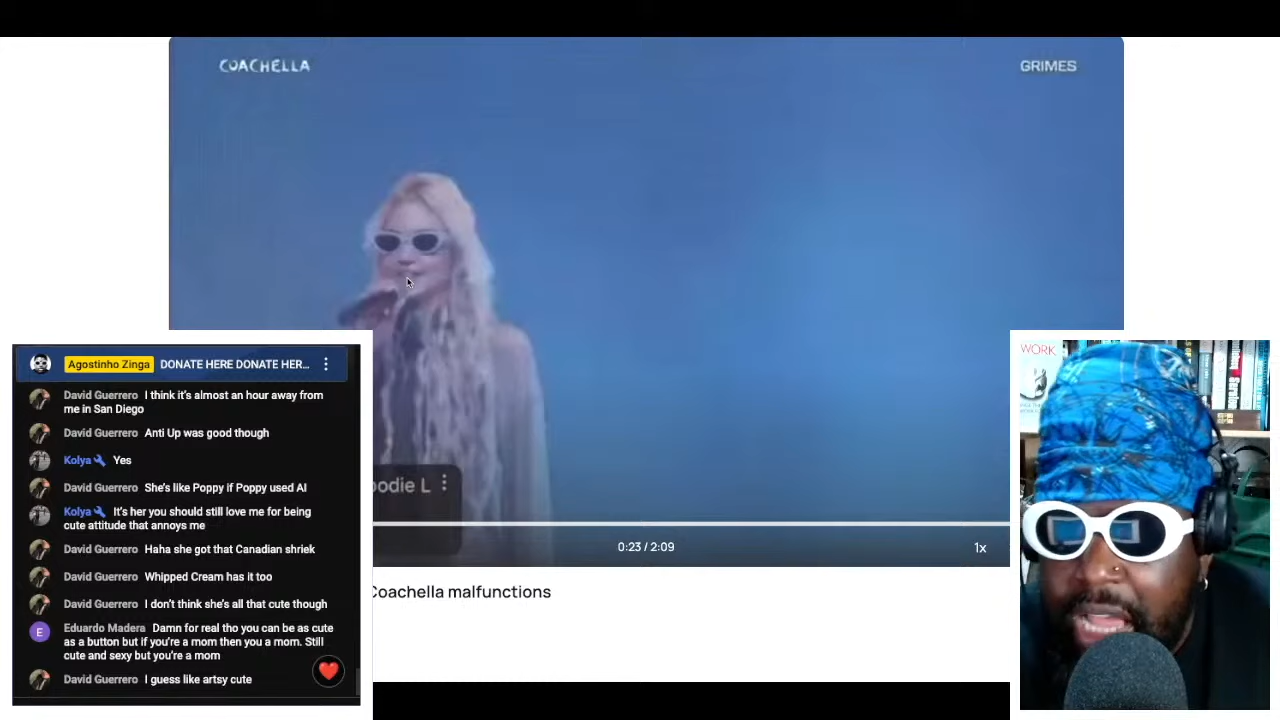 COACHELLA
GRIMES
Agostinho Zinga DONATE HERE DONATE HER...
David Guerrero I think it's almost an hour away from
me in San Diego
David Guerrero Anti Up was good though
Kolya Yes
David Guerrero She's like Poppy if Poppy used AI
Kolya It's her you should still love me for being
cute attitude that annoys me
David Guerrero Haha she got that Canadian shriek
David Guerrero Whipped Cream has it too
David Guerrero I don't think she's all that cute though
E
Eduardo Madera Damn for real tho you can be as cute
as a button but if you're a mom then you a mom. Still
cute and sexy but you're a mom
David Guerrero I guess like artsy cute
oodie L
0:23 / 2:09
1x
Coachella malfunctions
WORK